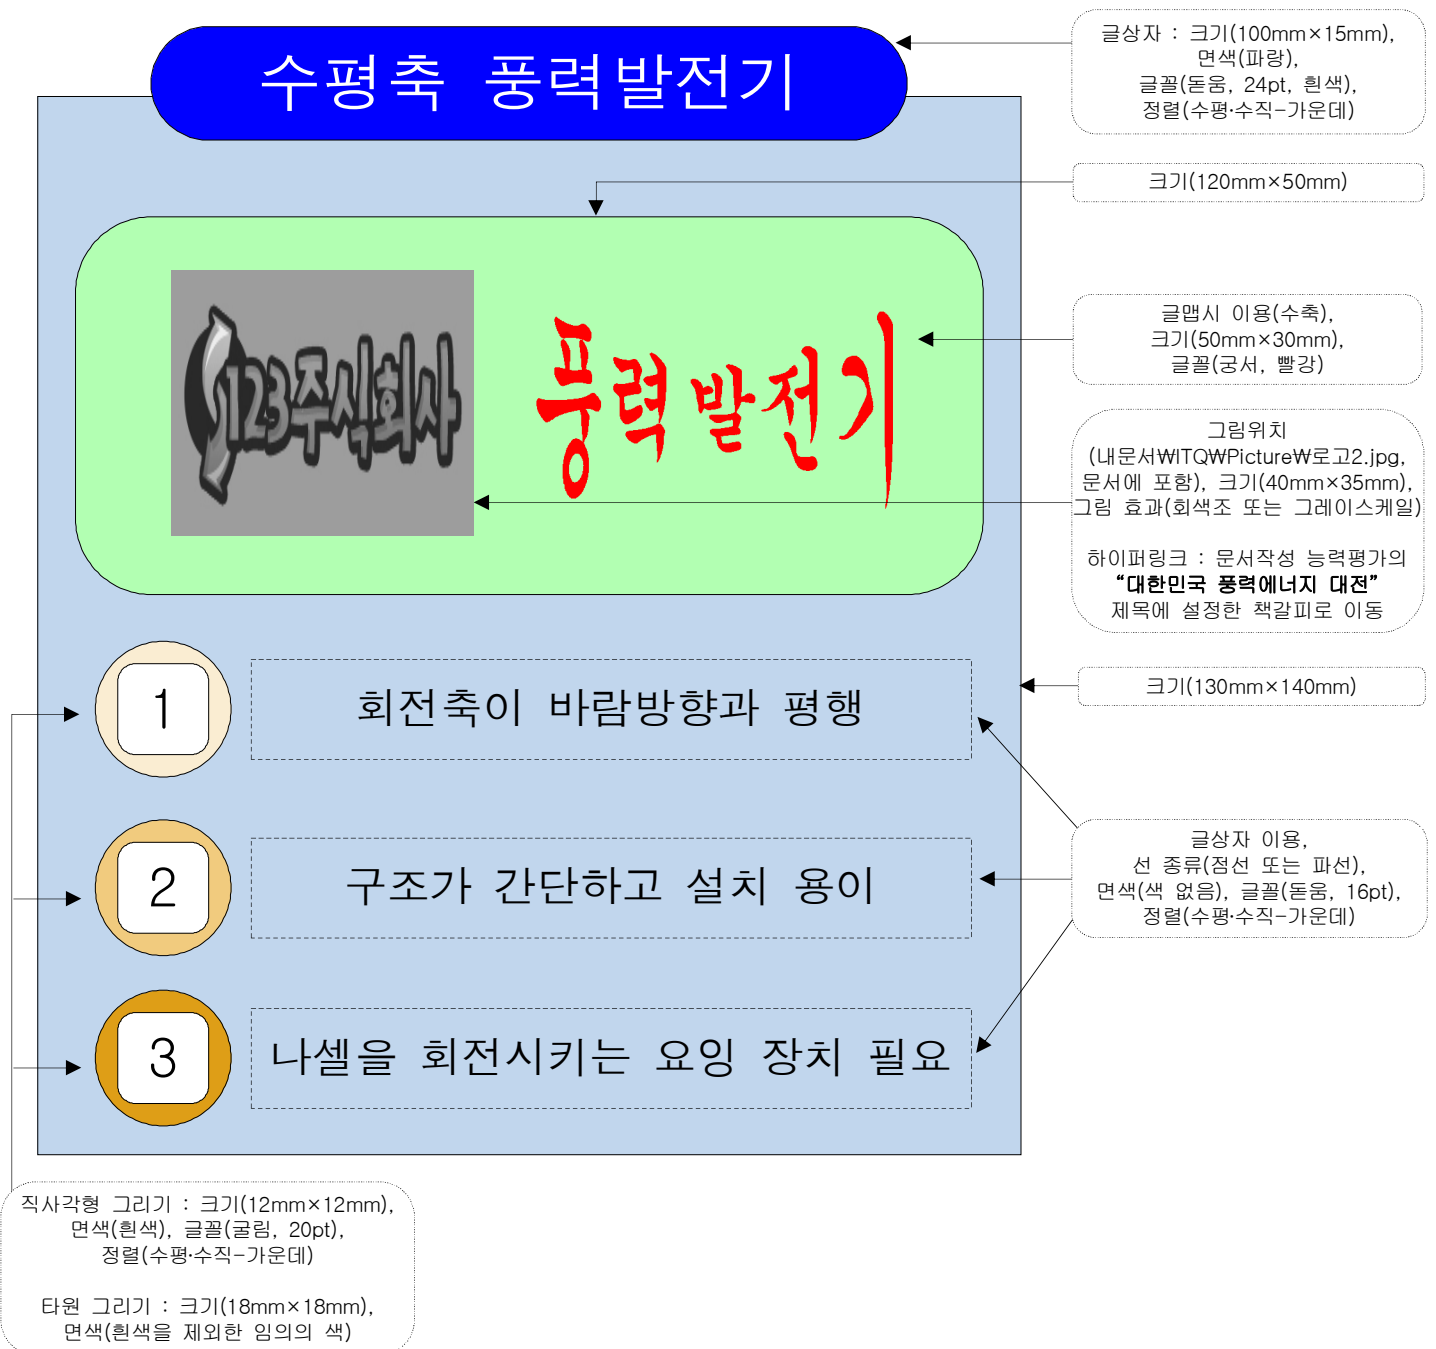 수평축 풍력발전기
글상자 : 크기(100mm×15mm),
면색(파랑),
글꼴(돋움, 24pt, 흰색),
정렬(수평·수직-가운데)
크기(120mm×50mm)
123주식회사
풍력발전기
글맵시 이용(수축),
크기(50mm×30mm),
글꼴(궁서, 빨강)
그림위치
(내문서₩ITQ₩Picture₩로고2.jpg,
문서에 포함), 크기(40mm×35mm),
그림 효과(회색조 또는 그레이스케일)
하이퍼링크 : 문서작성 능력평가의
“대한민국 풍력에너지 대전”
제목에 설정한 책갈피로 이동
1
회전축이 바람방향과 평행
크기(130mm×140mm)
2
구조가 간단하고 설치 용이
글상자 이용,
선 종류(점선 또는 파선),
면색(색 없음), 글꼴(돋움, 16pt),
정렬(수평·수직-가운데)
3
나셀을 회전시키는 요잉 장치 필요
직사각형 그리기 : 크기(12mm×12mm),
면색(흰색), 글꼴(굴림, 20pt),
정렬(수평·수직-가운데)
타원 그리기 : 크기(18mm×18mm),
면색(흰색을 제외한 임의의 색)